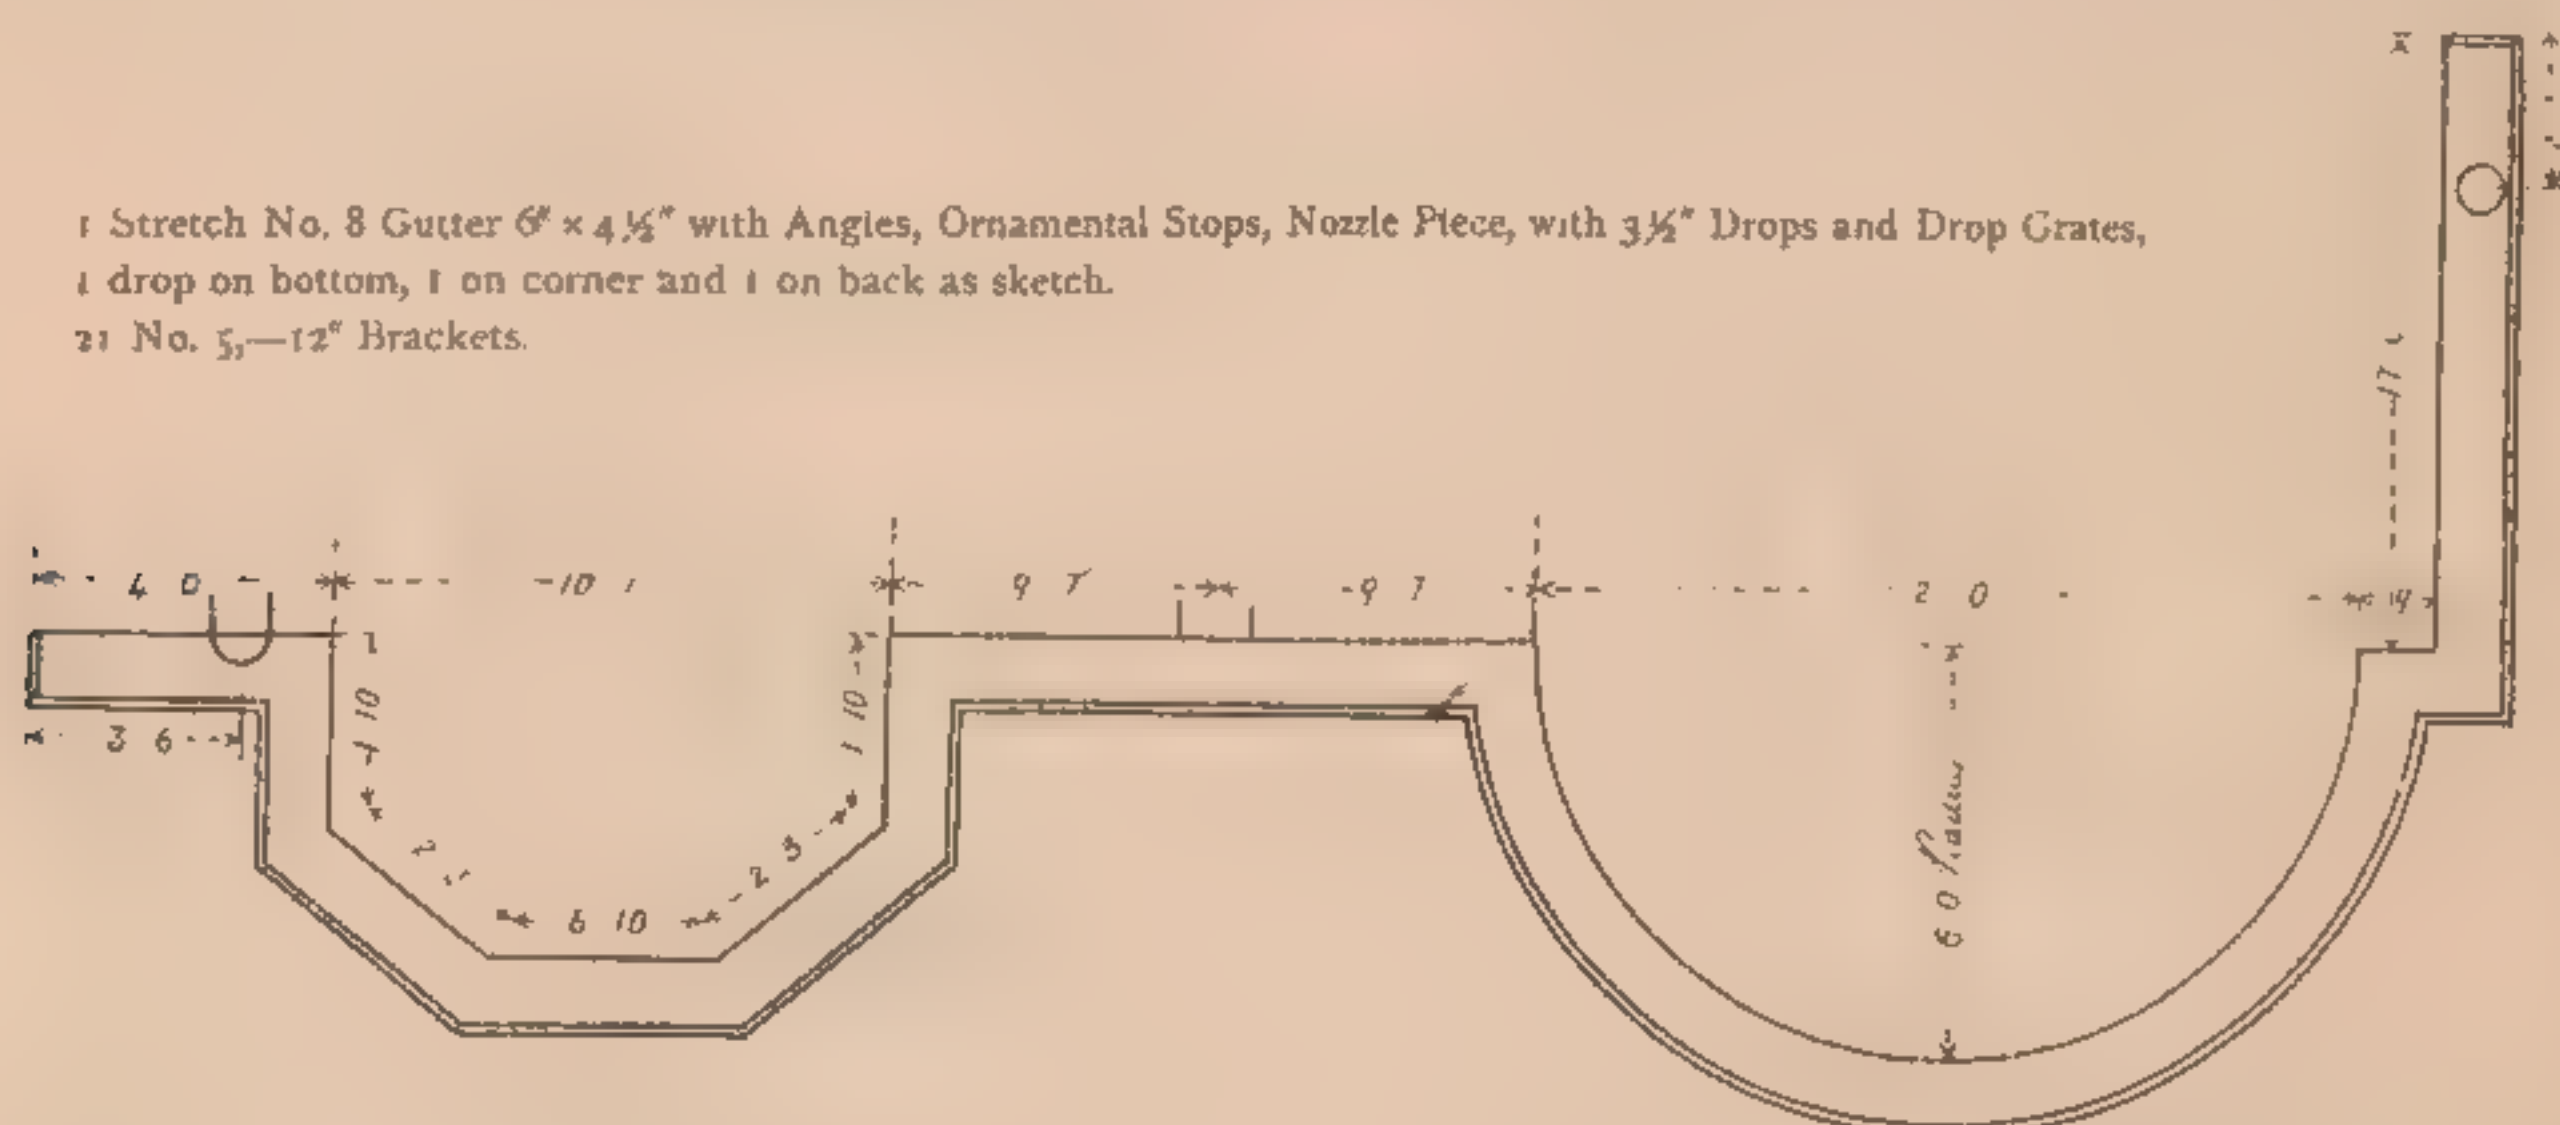 1 Stretch No. 8 Gutter 6" × 4½" with Angles, Ornamental Stops, Nozzle Piece, with 3½" Drops and Drop Grates,
1 drop on bottom, 1 on corner and 1 on back as sketch.
21 No. 5,—12" Brackets.
4 0
10 1
9 7
9 7
2 0
1 10
1 10
3 6
2 3
6 10
6 0 Radius